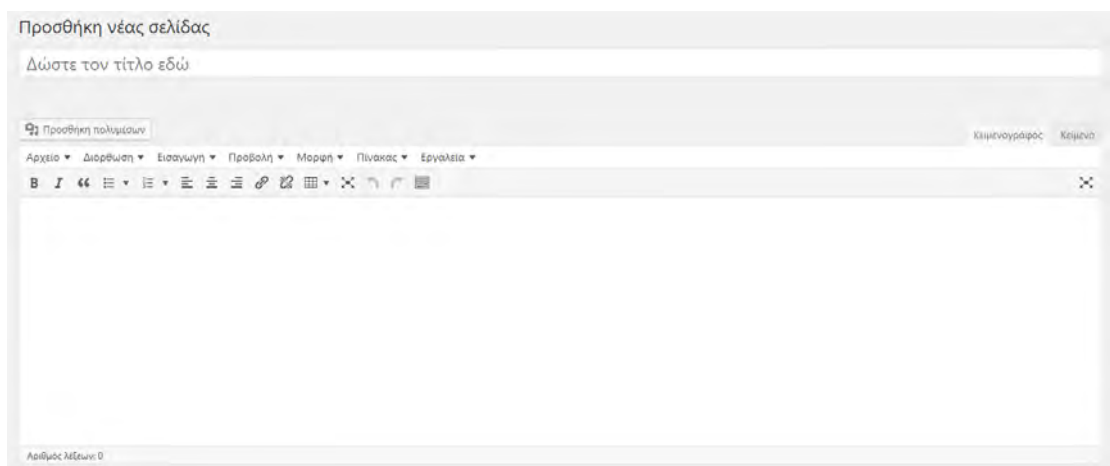 Προσθήκη νέας σελίδας
Δώστε τον τίτλο εδώ
Προσθήκη πολυμέσων
Κειμενογράφος Κείμενο
Αρχείο Διόρθωση Εισαγωγή Προβολή Μορφή Πίνακας Εργαλεία
B I
Αριθμός λέξεων: 0